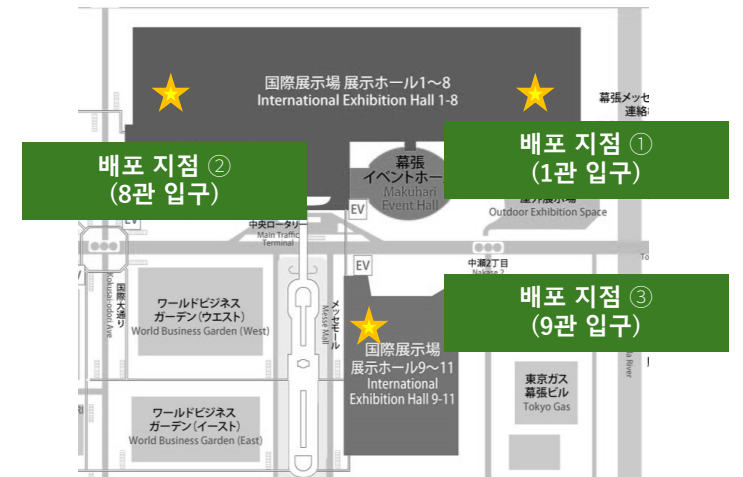 国際展示場 展示ホール1〜8
International Exhibition Hall 1-8
幕張メッセ
連絡
배포 지점 ①
(1관 입구)
배포 지점 ②
(8관 입구)
幕張
イベントホー
Makuhari
Event Hall
屋外展示場
Outdoor Exhibition Space
EV
EV
中央ロータリー
Main Traffic
Terminal
EV
中瀬2丁目
Nakase 2
배포 지점 ③
(9관 입구)
国際大通り
Kokusai-odori Ave
ワールドビジネス
ガーデン(ウエスト)
World Business Garden (West)
メッセモール
Messe Mall
国際展示場
展示ホール9〜11
International
Exhibition Hall 9-11
東京ガス
幕張ビル
Tokyo Gas
River
ワールドビジネス
ガーデン(イースト)
World Business Garden (East)